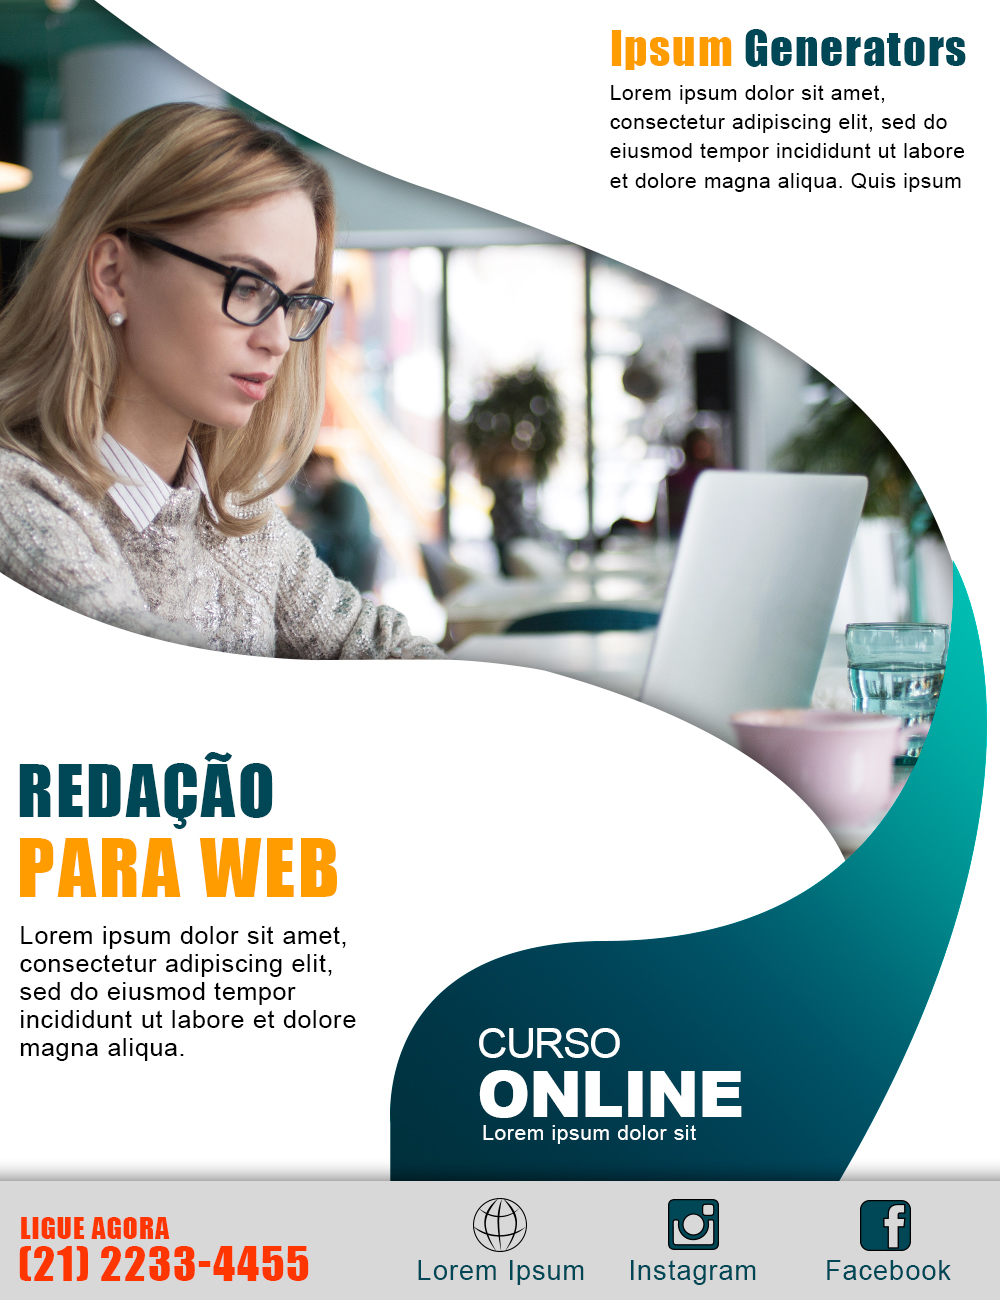 Ipsum Generators
Lorem ipsum dolor sit amet,
consectetur adipiscing elit, sed do
eiusmod tempor incididunt ut labore
et dolore magna aliqua. Quis ipsum
REDAÇÃO
PARA WEB
Lorem ipsum dolor sit amet,
consectetur adipiscing elit,
sed do eiusmod tempor
incididunt ut labore et dolore
magna aliqua.
CURSO
ONLINE
Lorem ipsum dolor sit
LIGUE AGORA
(21) 2233-4455
Lorem Ipsum
Instagram
Facebook